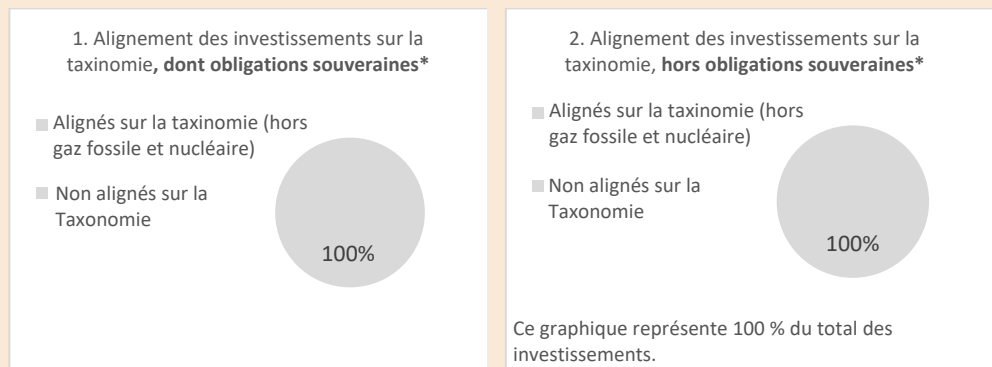 1. Alignement des investissements sur la
taxinomie, dont obligations souveraines*
Alignés sur la taxinomie (hors
gaz fossile et nucléaire)
Non alignés sur la
Taxonomie
100%
2. Alignement des investissements sur la
taxinomie, hors obligations souveraines*
Alignés sur la taxinomie (hors
gaz fossile et nucléaire)
Non alignés sur la
Taxonomie
100%
Ce graphique représente 100 % du total des
investissements.